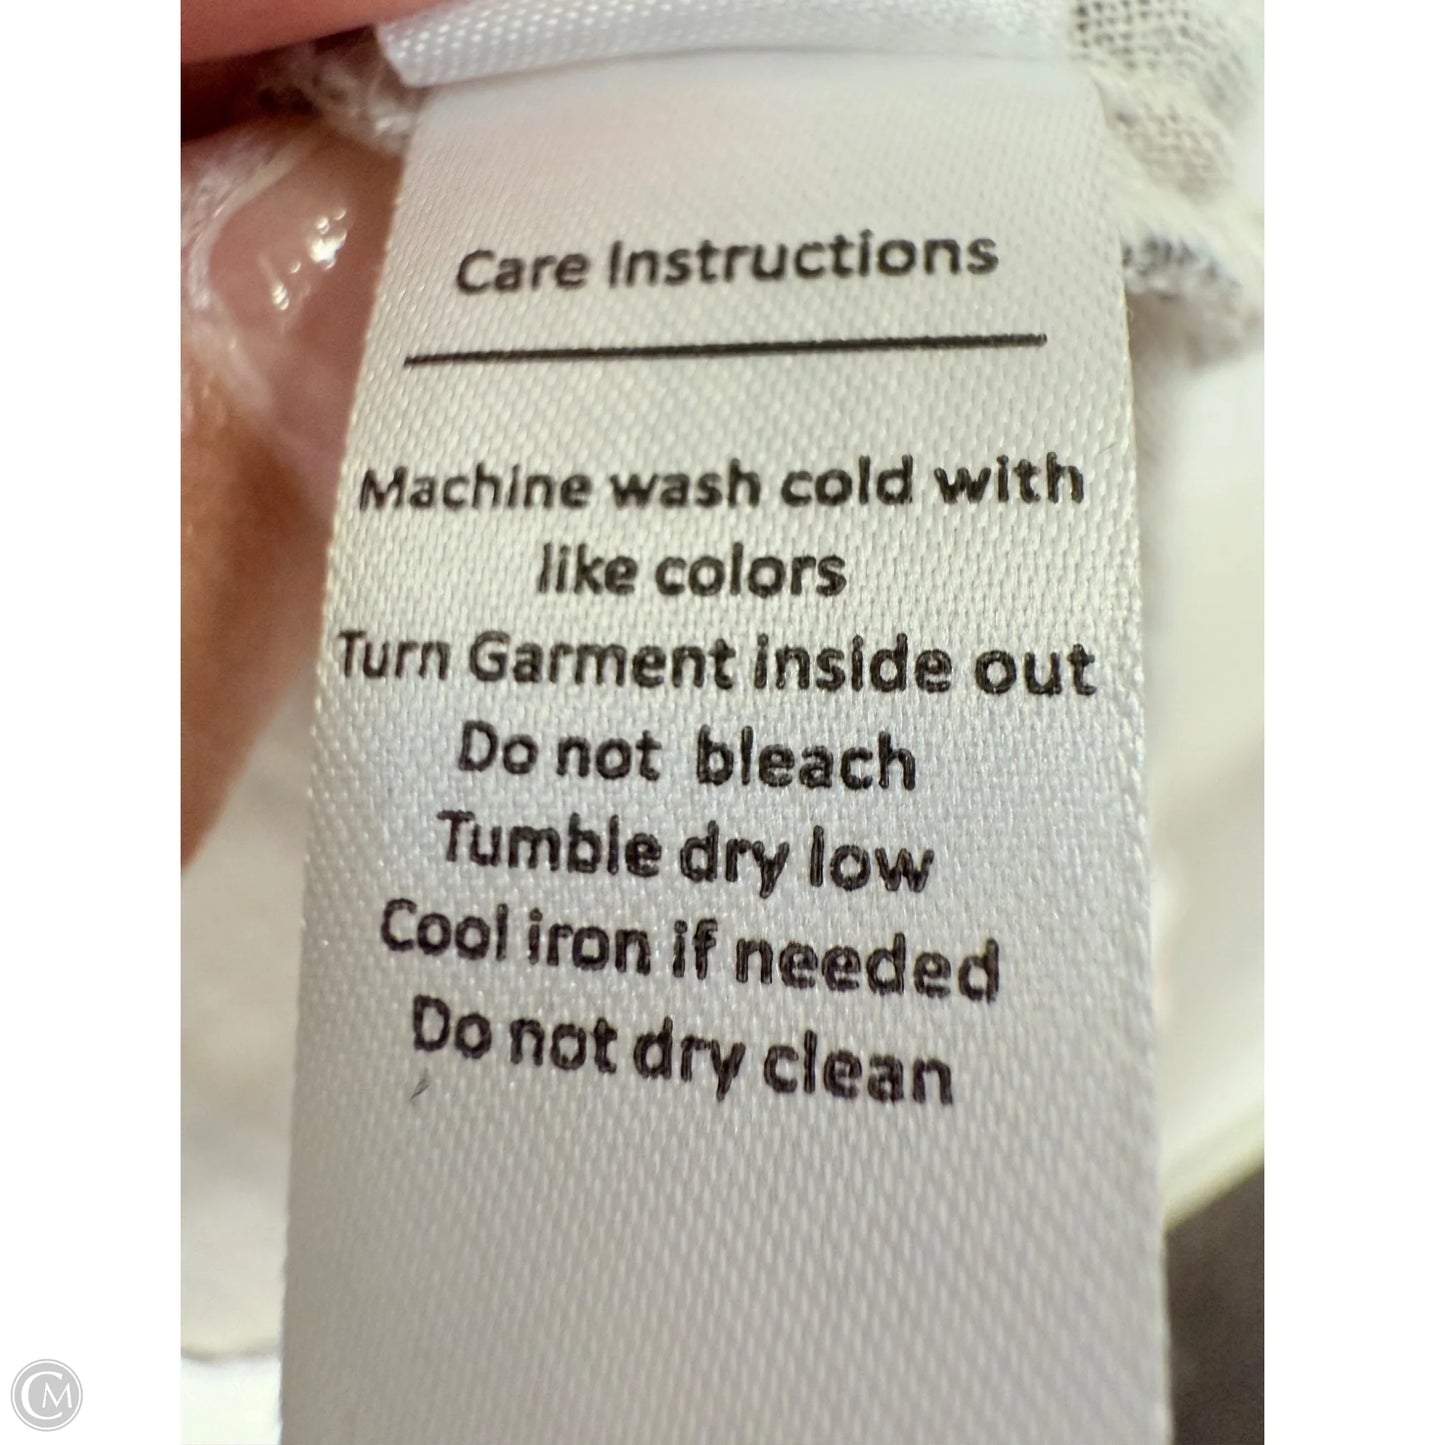 Care Instructions
Machine wash cold with
like colors
Turn Garment inside out
Do not bleach
Tumble dry low
Cool iron if needed
Do not dry clean
CM